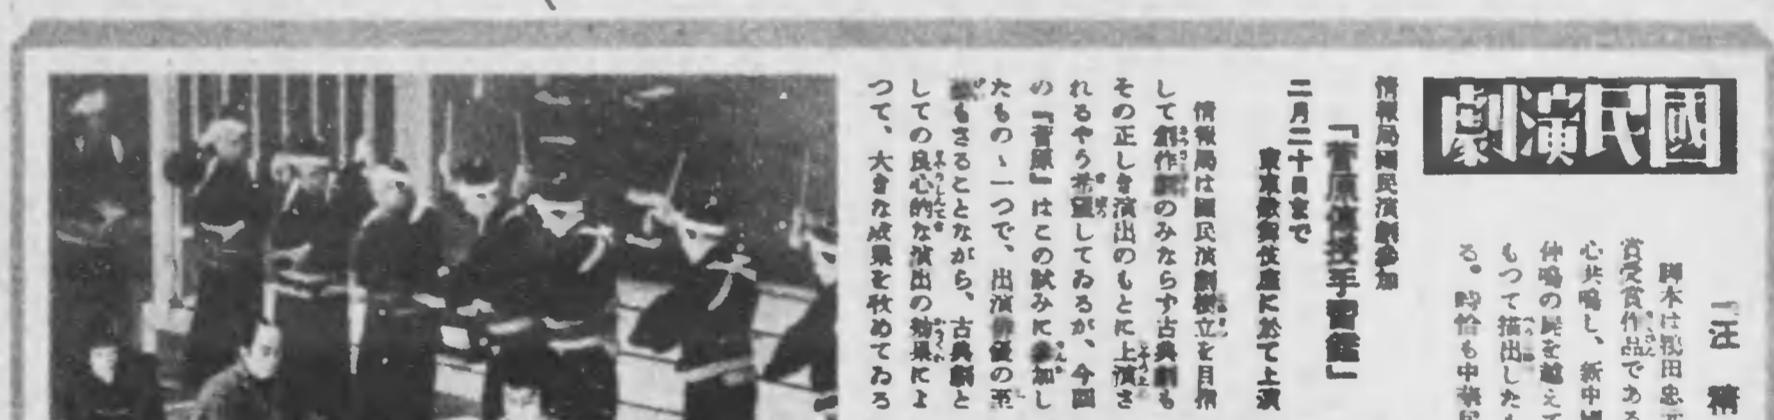 國民演劇
「汪 精
脚本は 田忠
賞受賞作品である
心共鳴し、新中國
仲鳴の屍を越えて
もつて描出したも
る。時恰も中華民
情報局國民演劇參加
「菅原傳授手習鑑」
二月二十日まで
東京歌舞伎座に於て上演
情報局は國民演劇樹立を目指
して創作劇のみならず古典劇も
その正しき演出のもとに上演さ
れるやう希望してゐるが、今回
の『菅原』はこの試みに參加し
たものゝ一つで、出演俳優の至
藝もさることながら、古典劇と
しての良心的な演出の効果によ
つて、大きな成果を收めてゐる